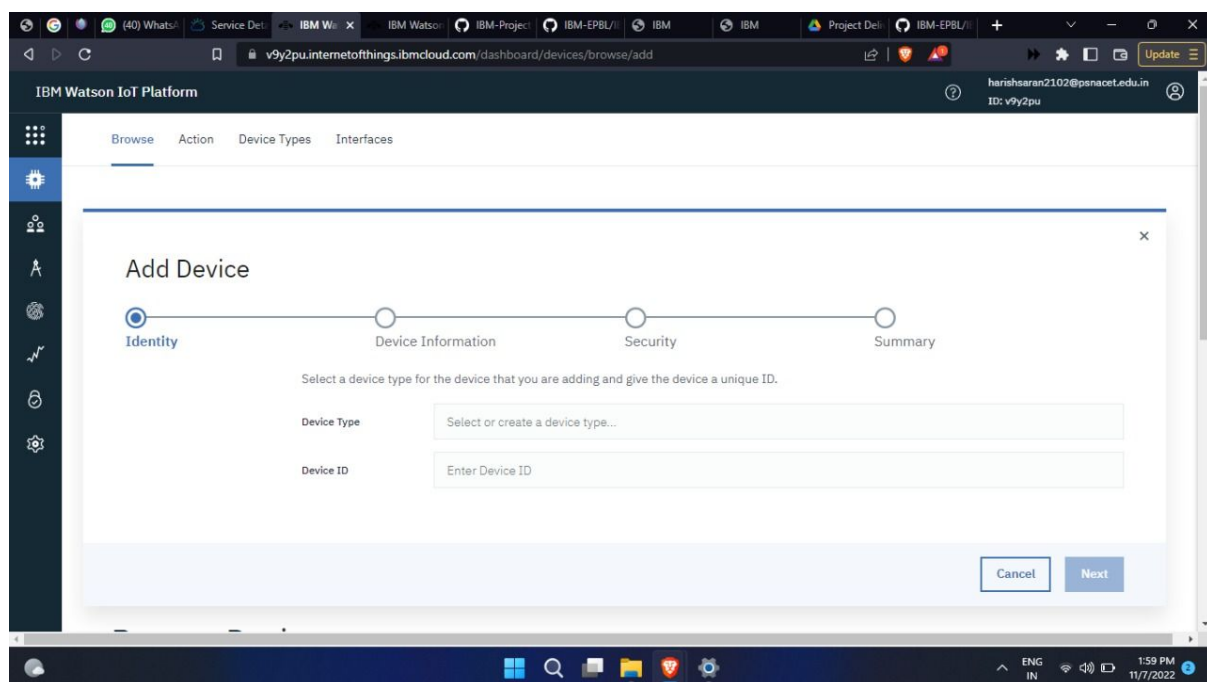 (40) WhatsA
Service Deta
IBM Wa
IBM Watson
IBM-Project
IBM-EPBL/I
IBM
IBM
Project Deli
IBM-EPBL/I
v9y2pu.internetofthings.ibmcloud.com/dashboard/devices/browse/add
Update
IBM Watson IoT Platform
harishsaran2102@psnacet.edu.in
ID: v9y2pu
Browse Action Device Types Interfaces
Add Device
Identity Device Information Security Summary
Select a device type for the device that you are adding and give the device a unique ID.
Device Type Select or create a device type...
Device ID Enter Device ID
Cancel Next
ENG
IN
1:59 PM
11/7/2022
2